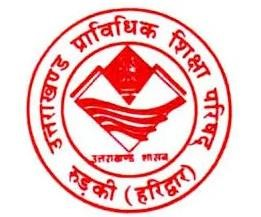 उत्तराखण्ड प्राविधिक शिक्षा परिषद्
उत्तराखण्ड शासन
रुड़की (हरिद्वार)